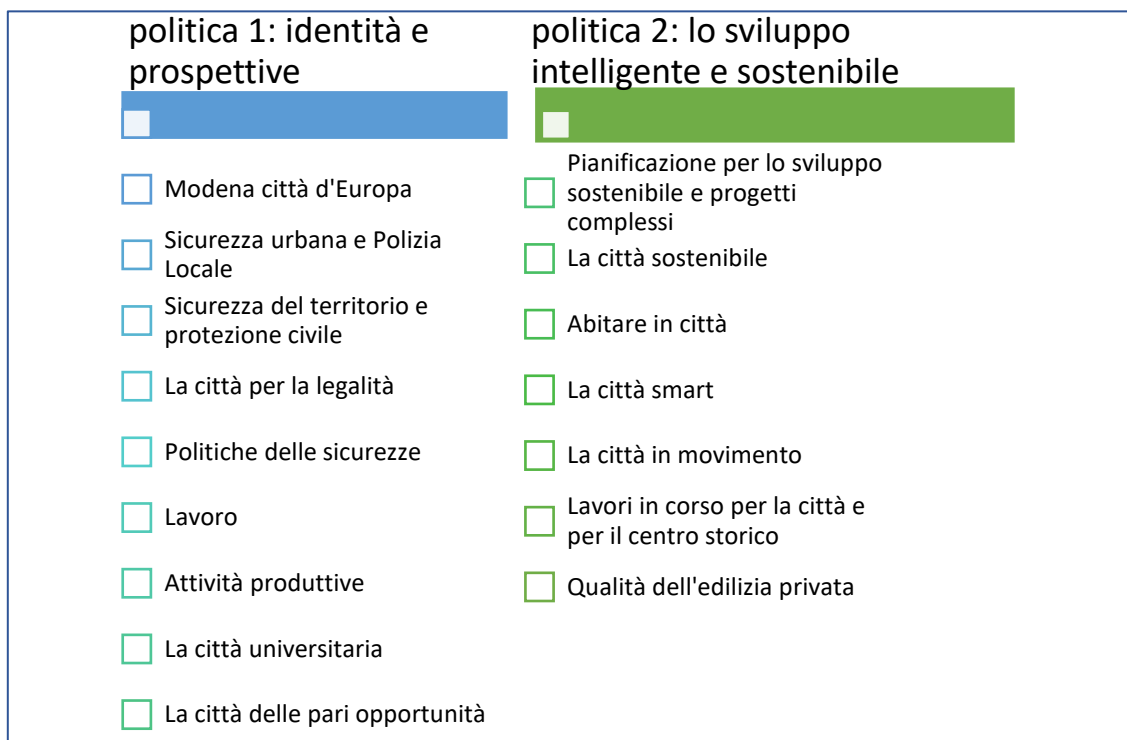 politica 1: identità e
prospettive
Modena città d'Europa
Sicurezza urbana e Polizia
Locale
Sicurezza del territorio e
protezione civile
La città per la legalità
Politiche delle sicurezze
Lavoro
Attività produttive
La città universitaria
La città delle pari opportunità
politica 2: lo sviluppo
intelligente e sostenibile
Pianificazione per lo sviluppo
sostenibile e progetti
complessi
La città sostenibile
Abitare in città
La città smart
La città in movimento
Lavori in corso per la città e
per il centro storico
Qualità dell'edilizia privata